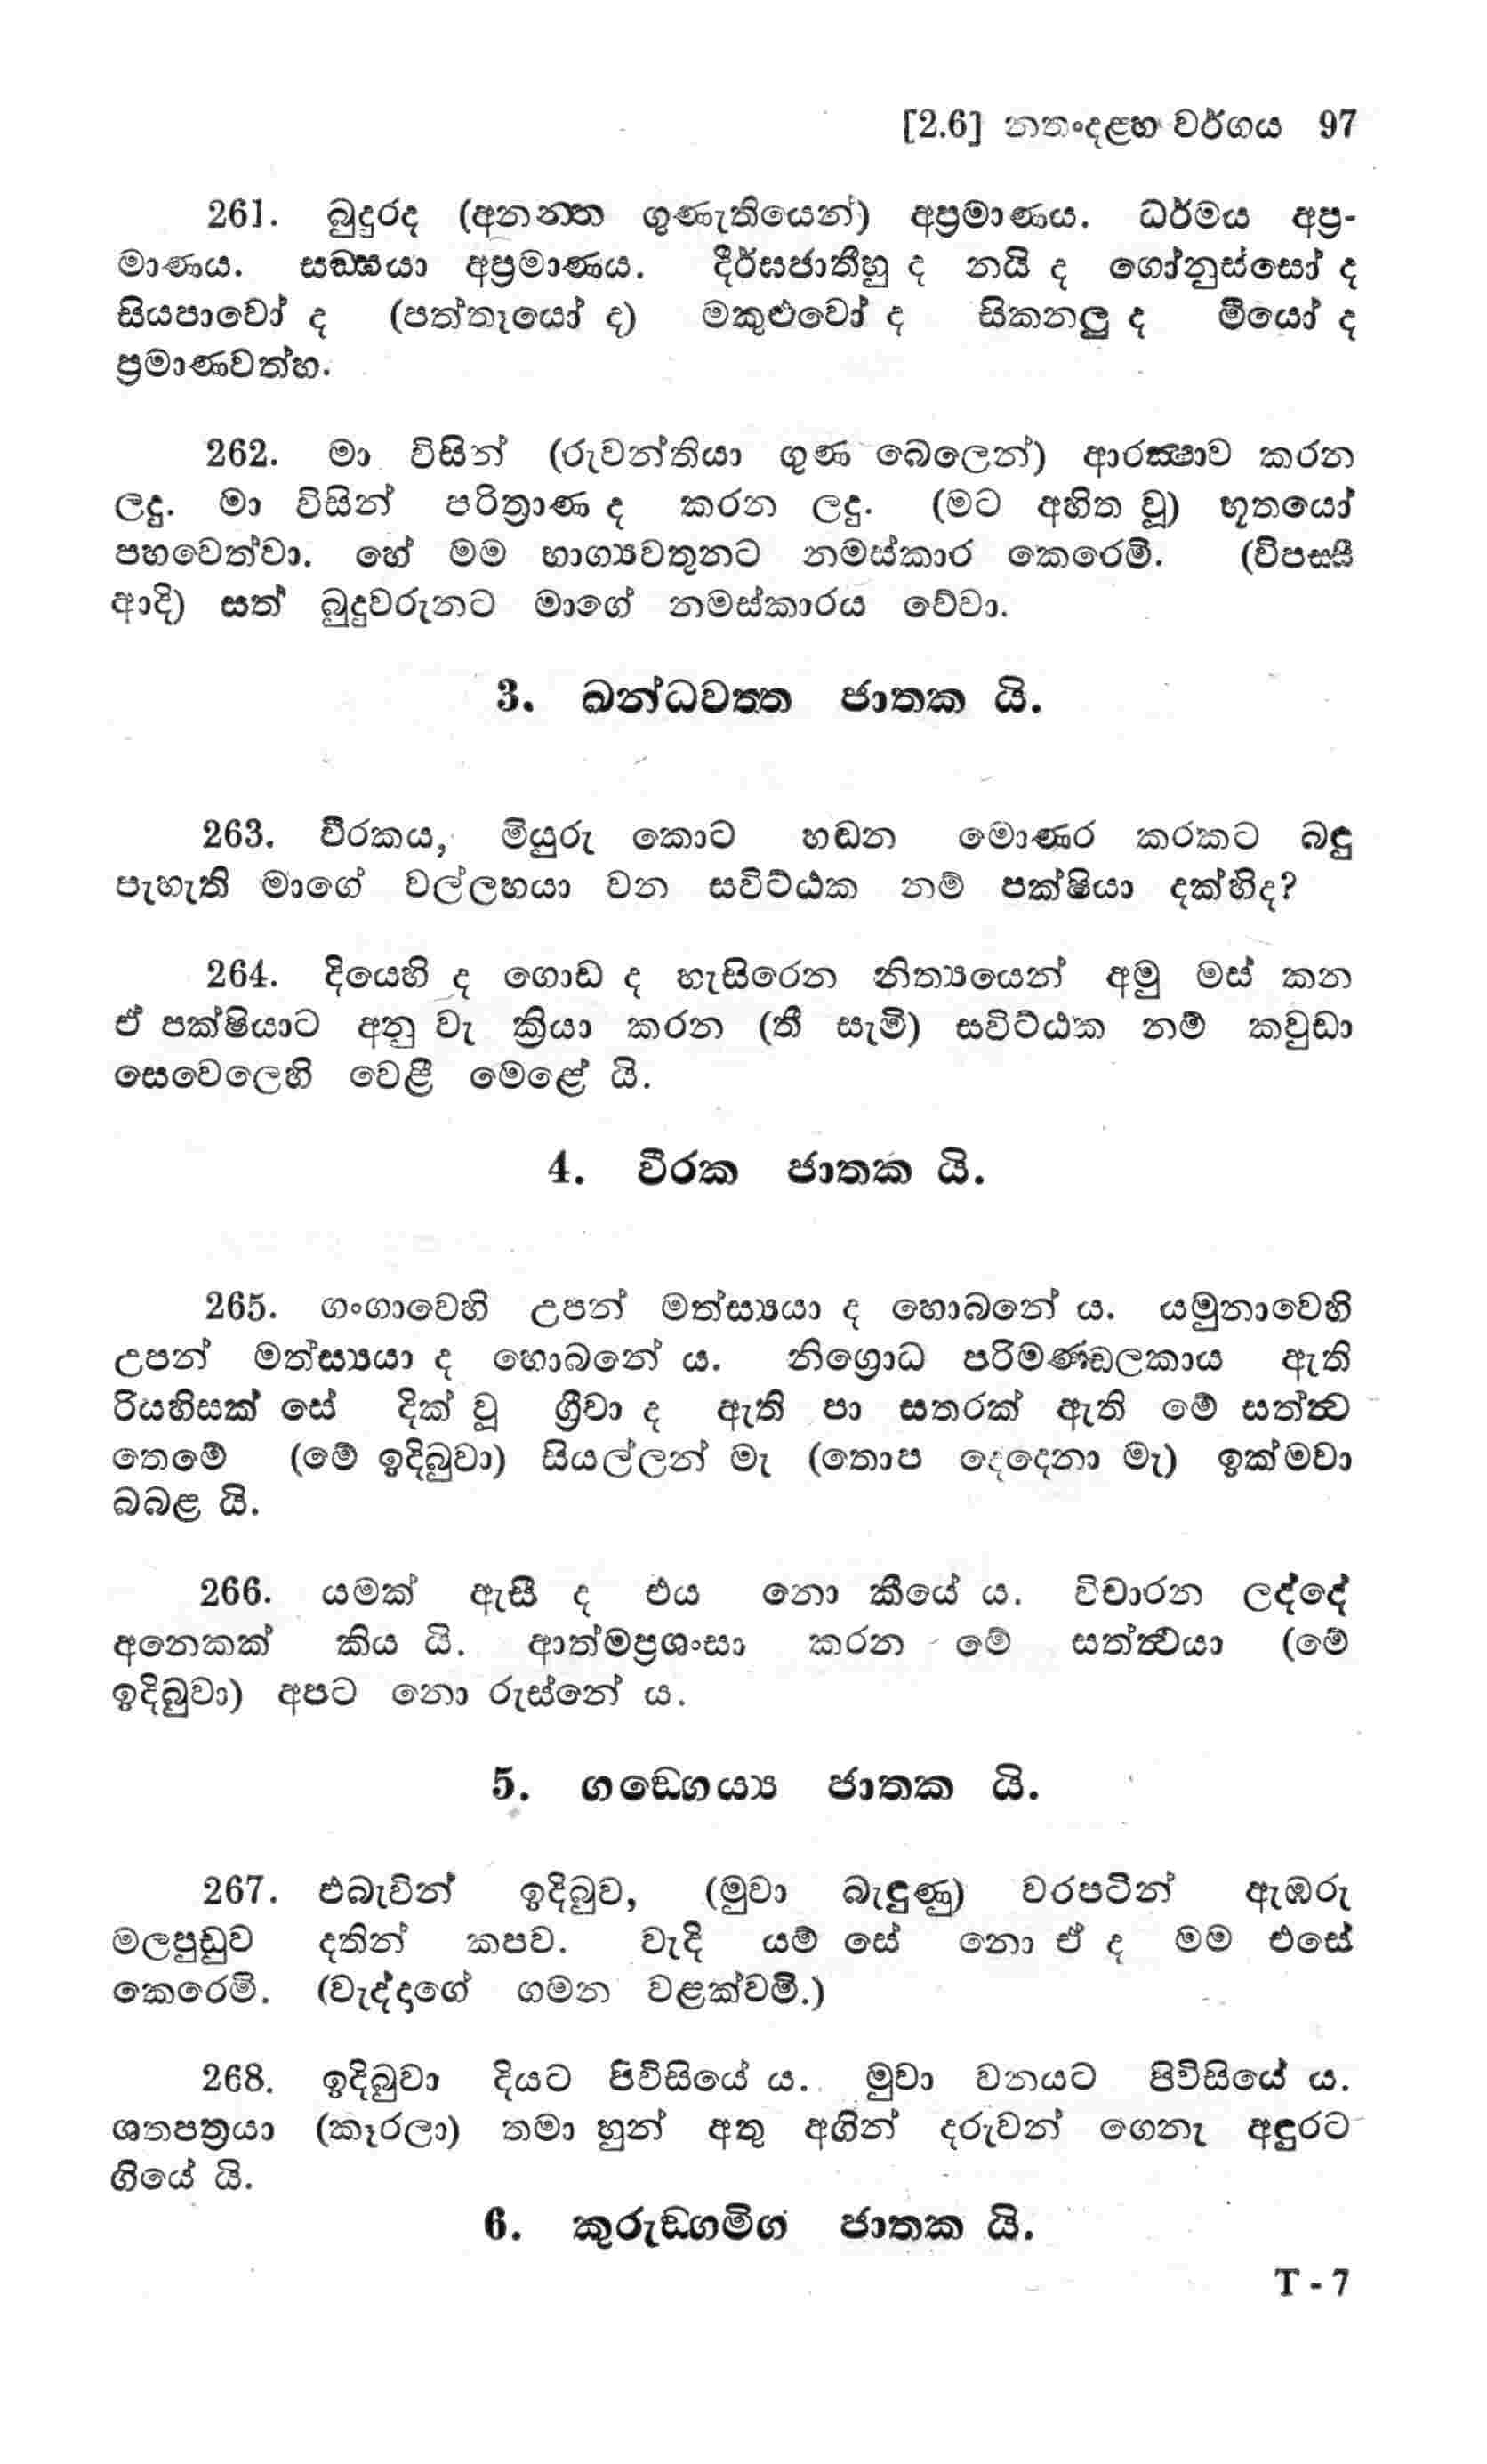 [2.6] නතංදළහ වර්ගය 97
261. බුදුරද (අනන්ත ගුණැතියෙන්) අප්‍රමාණය. ධර්මය අප්‍ර-
මාණය. සඞ්ඝයා අප්‍රමාණය. දීර්ඝජාතීහු ද නයි ද ගෝනුස්සෝ ද
සියපාවෝ ද (පත්තෑයෝ ද) මකුළුවෝ ද සිකනලු ද මීයෝ ද
ප්‍රමාණවත්හ.
262. මා විසින් (රුවන්තියා ගුණ බෙලෙන්) ආරක්‍ෂාව කරන
ලදු. මා විසින් පරිත්‍රාණ ද කරන ලදු. (මට අහිත වූ) භූතයෝ
පහවෙත්වා. හේ මම භාග්‍යවතුනට නමස්කාර කෙරෙමි. (විපස්සී
ආදි) සත් බුදුවරුනට මාගේ නමස්කාරය වේවා.
3. ඛන්ධවත්ත ජාතක යි.
263. වීරකය, මියුරු කොට හඬන මොණර කරකට බඳු
පැහැති මාගේ වල්ලභයා වන සවිට්ඨක නම් පක්ෂියා දක්හිද?
264. දියෙහි ද ගොඩ ද හැසිරෙන නිත්‍යයෙන් අමු මස් කන
ඒ පක්ෂියාට අනු වැ ක්‍රියා කරන (තී සැමි) සවිට්ඨක නම් කවුඩා
සෙවෙලෙහි වෙළී මෙළේ යි.
4. වීරක ජාතක යි.
265. ගංගාවෙහි උපන් මත්ස්‍යයා ද හොබනේ ය. යමුනාවෙහි
උපන් මත්ස්‍යයා ද හොබනේ ය. නිග්‍රොධ පරිමණ්ඩලකාය ඇති
රියහිසක් සේ දික් වූ ග්‍රීවා ද ඇති පා සතරක් ඇති මේ සත්ත්‍ව
තෙමේ (මේ ඉදිබුවා) සියල්ලන් මැ (තොප දෙදෙනා මැ) ඉක්මවා
බබළ යි.
266. යමක් ඇසී ද එය නො කීයේ ය. විචාරන ලද්දේ
අනෙකක් කිය යි. ආත්මප්‍රශංසා කරන මේ සත්ත්‍වයා (මේ
ඉදිබුවා) අපට නො රුස්නේ ය.
5. ගඞ්ගෙය්‍ය ජාතක යි.
267. එබැවින් ඉදිබුව, (මුවා බැඳුණු) වරපටින් ඇඹරු
මලපුඩුව දතින් කපව. වැදි යම් සේ නො ඒ ද මම එසේ
කෙරෙමි. (වැද්දගේ ගමන වළක්වමි.)
268. ඉදිබුවා දියට පිවිසියේ ය. මුවා වනයට පිවිසියේ ය.
ශතපත්‍රයා (කෑරලා) තමා හුන් අතු අගින් දරුවන් ගෙනැ අඳුරට
ගියේ යි.
6. කුරුඞ්ගමිග ජාතක යි.
T - 7